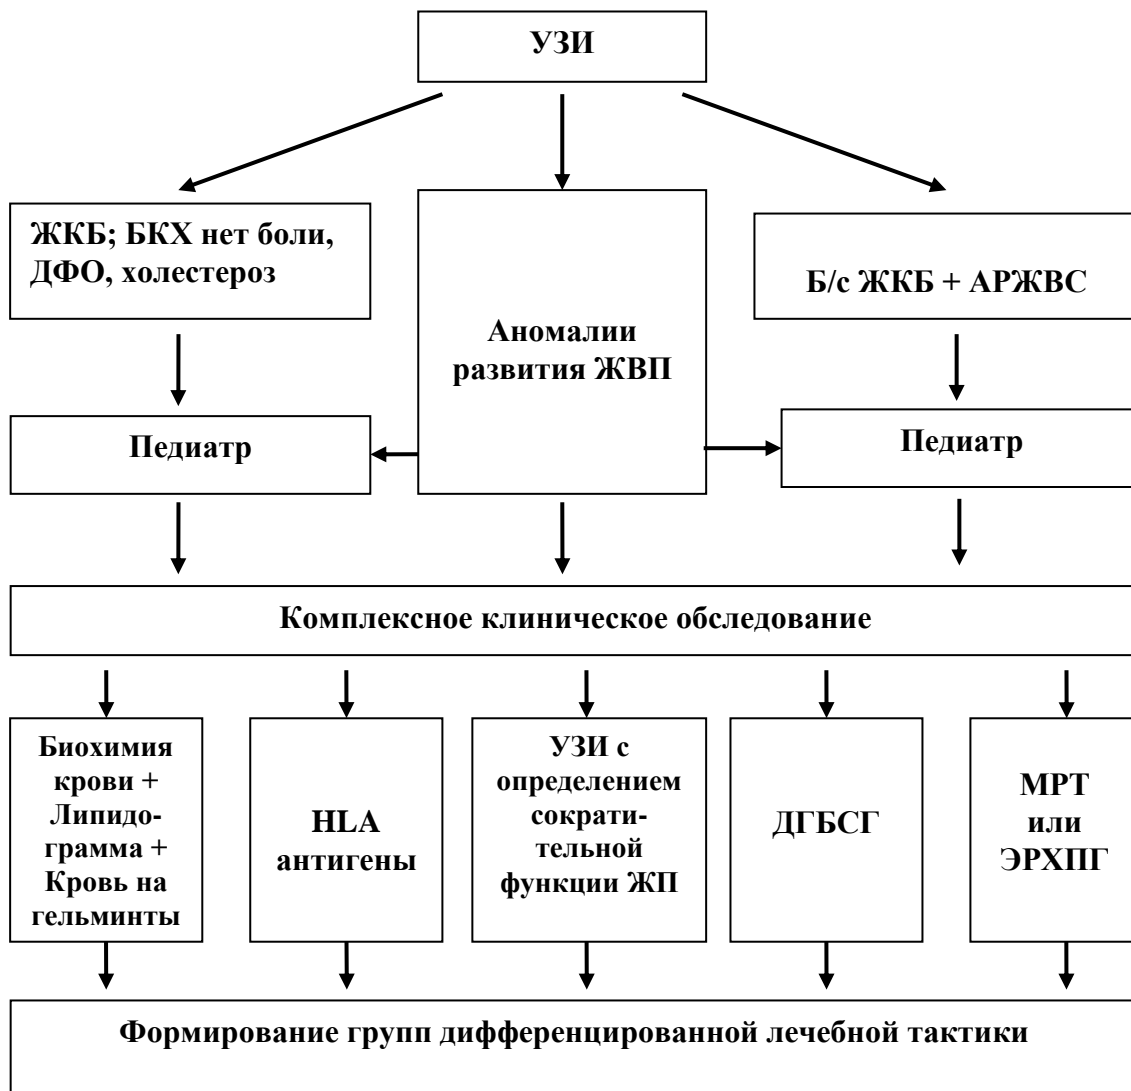 УЗИ
ЖКБ; БКХ нет боли,
ДФО, холестероз
Аномалии
развития ЖВП
Б/с ЖКБ + АРЖВС
Педиатр
Педиатр
Комплексное клиническое обследование
Биохимия
крови +
Липидо-
грамма +
Кровь на
гельминты
HLA
антигены
УЗИ с
определением
сократи-
тельной
функции ЖП
ДГБСГ
МРТ
или
ЭРХПГ
Формирование групп дифференцированной лечебной тактики